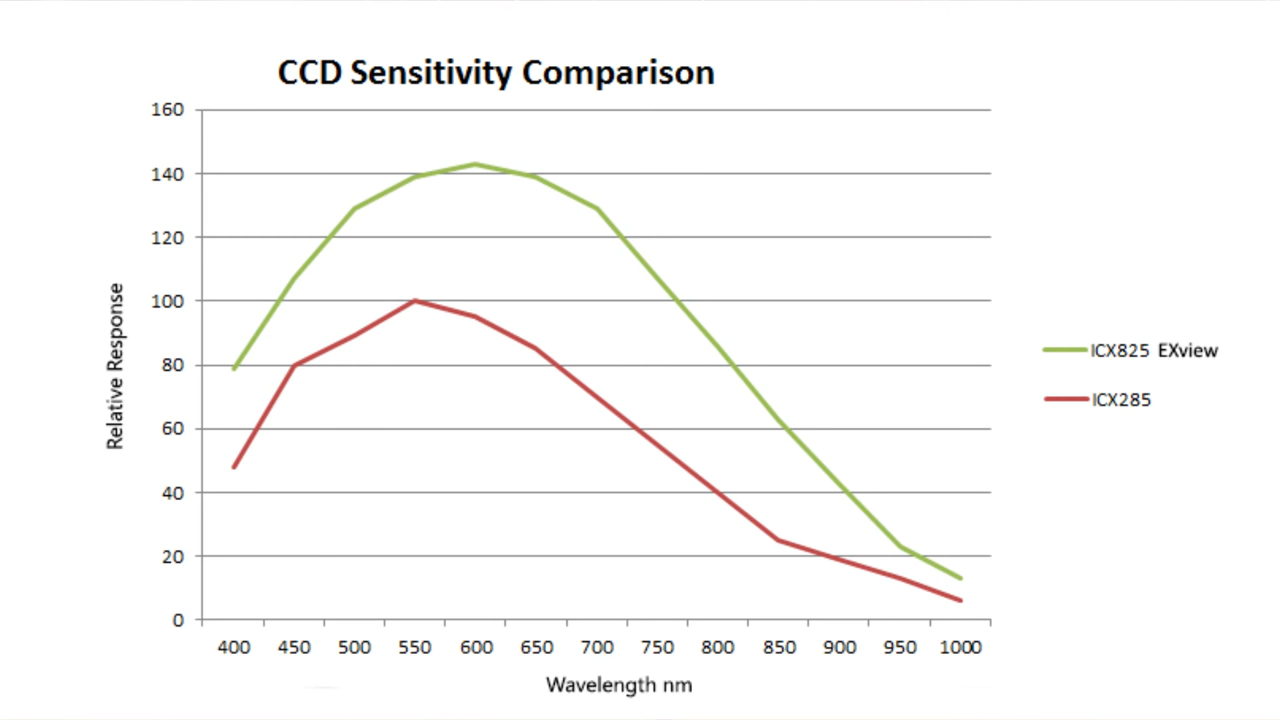 CCD Sensitivity Comparison
160
140
120
100
80
60
40
20
0
Relative Response
400 450 500 550 600 650 700 750 800 850 900 950 1000
Wavelength nm
ICX825 EXview
ICX285